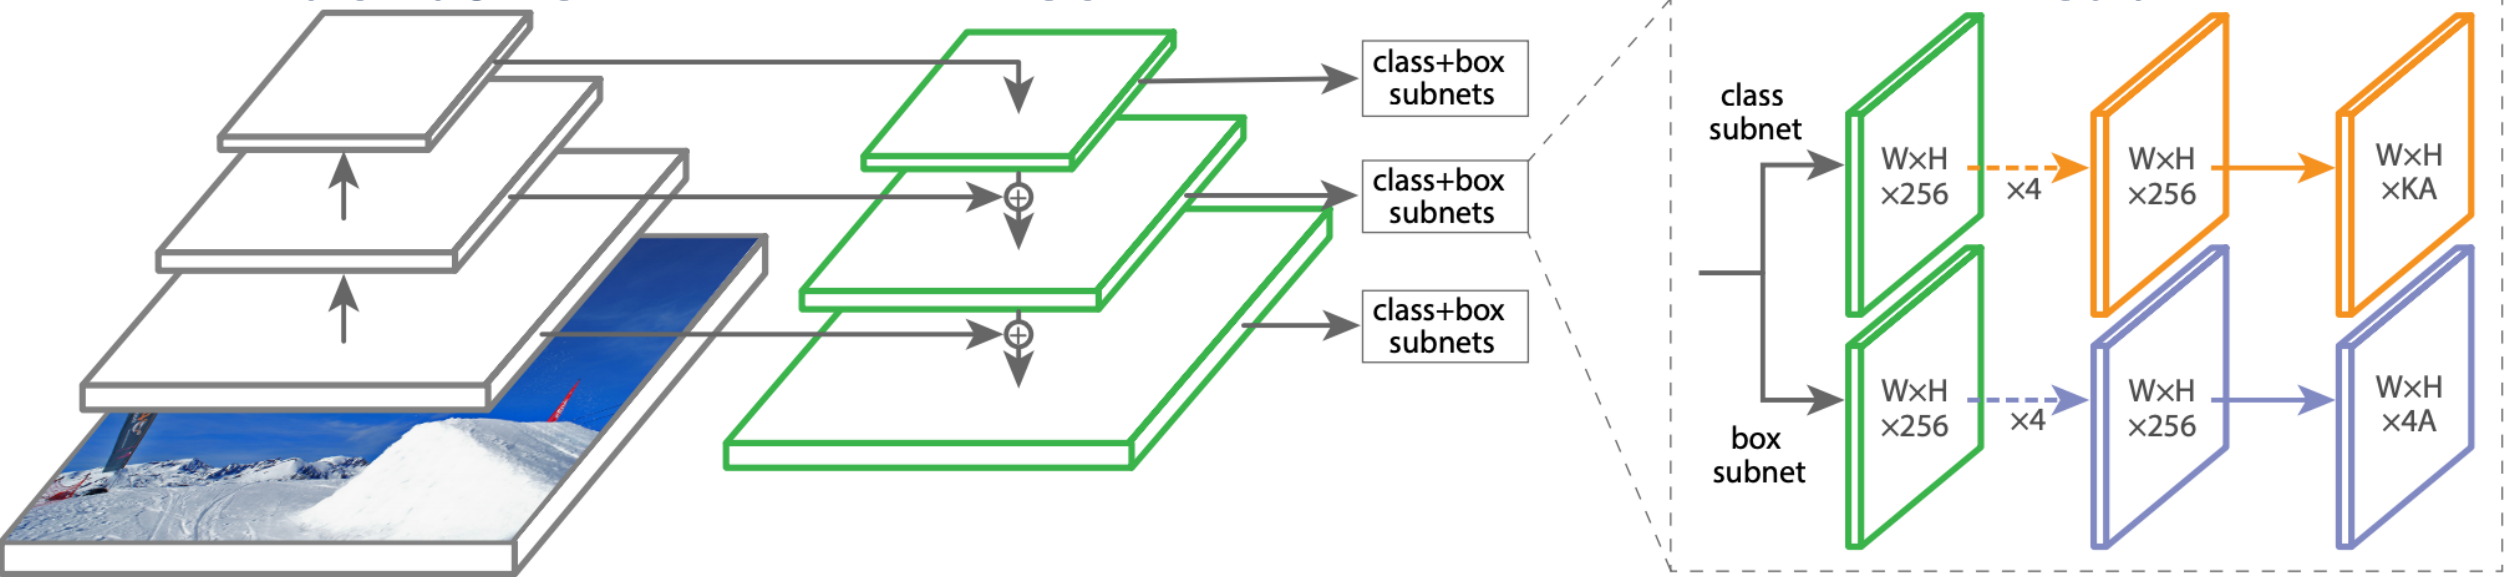 class+box
subnets
class+box
subnets
class+box
subnets
class
subnet
W×H
×256
×4
W×H
×256
W×H
×KA
box
subnet
W×H
×256
×4
W×H
×256
W×H
×4A